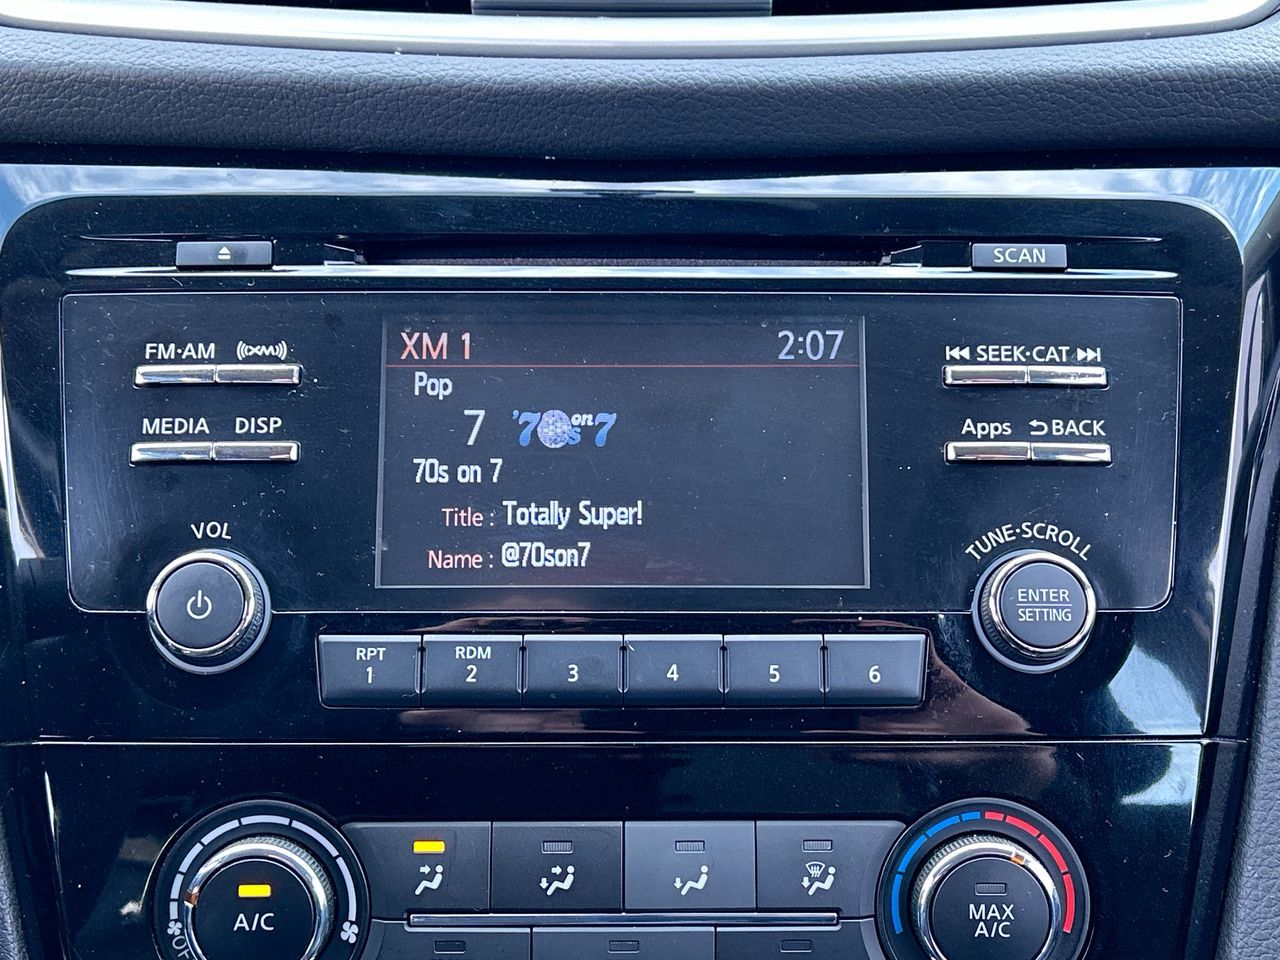 SCAN
FM·AM
((XM))
SEEK·CAT
MEDIA
DISP
Apps
BACK
VOL
TUNE·SCROLL
XM 1
2:07
Pop
7
'70s on 7
70s on 7
Title : Totally Super!
Name : @70son7
ENTER
SETTING
RPT
1
RDM
2
3
4
5
6
A/C
MAX
A/C